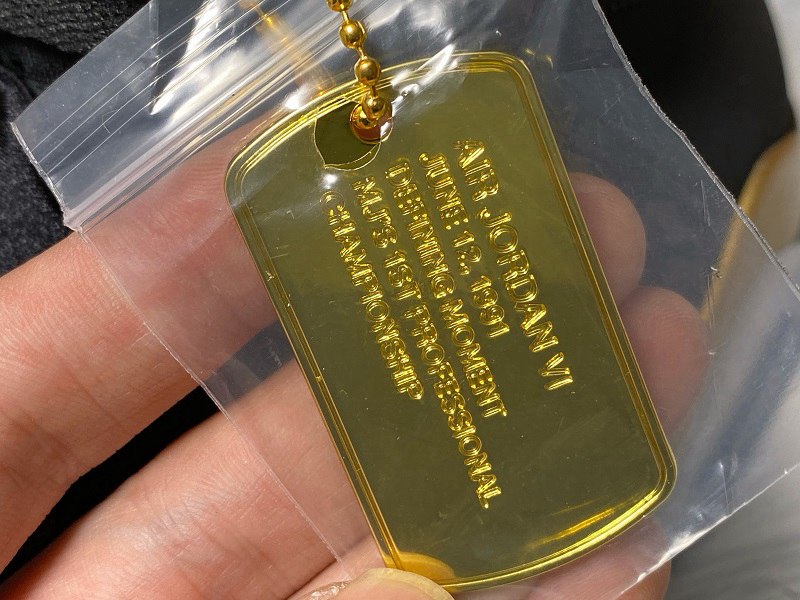 AIR JORDAN VI
JUNE 12, 1991
DEFINING MOMENT
MJ'S 1ST PROFESSIONAL
CHAMPIONSHIP